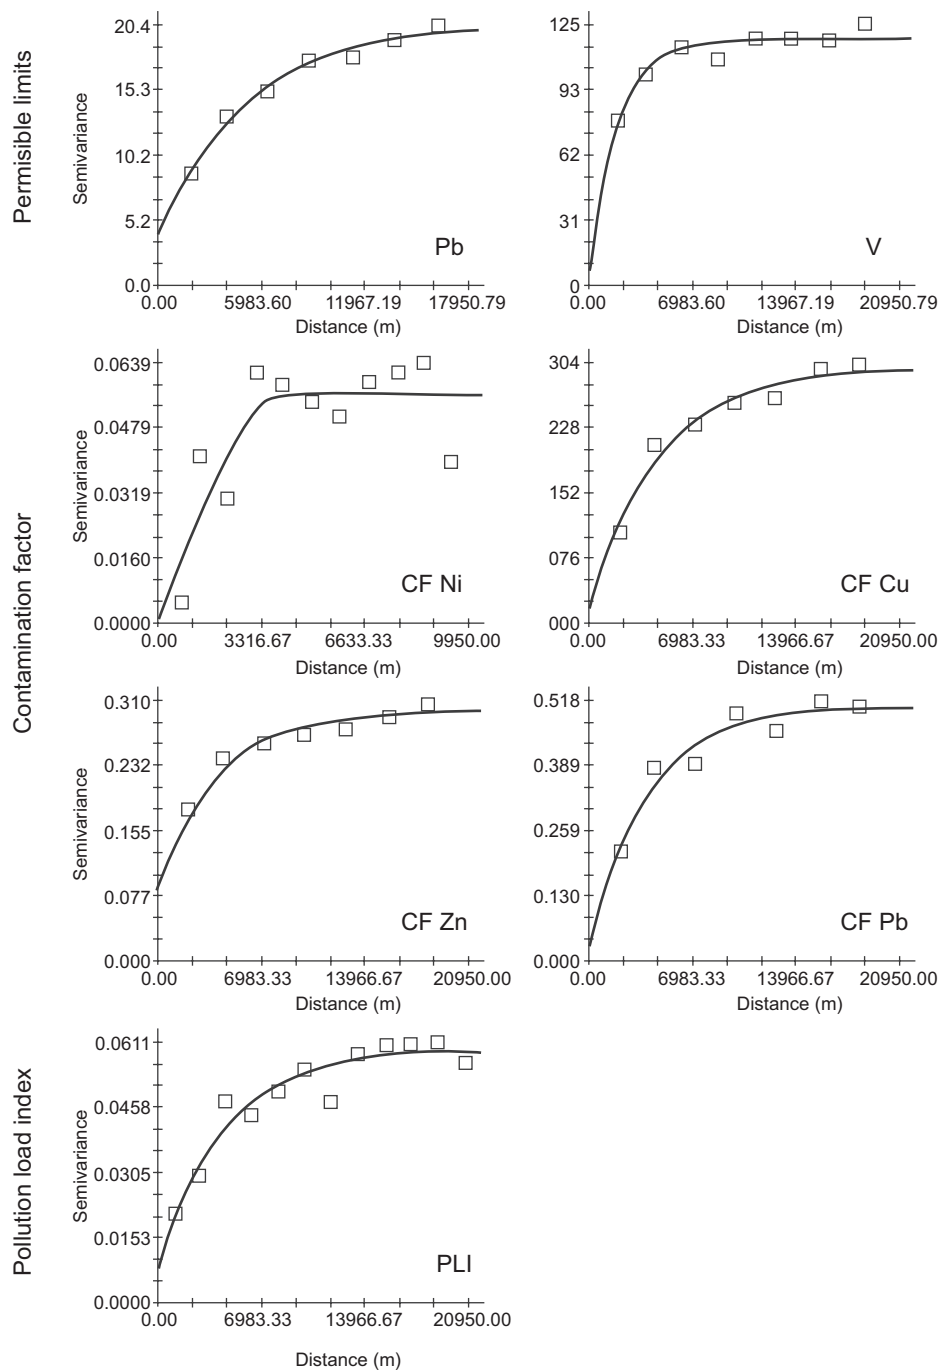 Permisible limits
Semivariance
20.4
15.3
10.2
5.2
0.0
Pb
0.00 5983.60 11967.19 17950.79
Distance (m)
125
93
62
31
0
V
0.00 6983.60 13967.19 20950.79
Distance (m)
Contamination factor
Semivariance
0.0639
0.0479
0.0319
0.0160
0.0000
CF Ni
0.00 3316.67 6633.33 9950.00
Distance (m)
304
228
152
076
000
CF Cu
0.00 6983.33 13966.67 20950.00
Distance (m)
Semivariance
0.310
0.232
0.155
0.077
0.000
CF Zn
0.00 6983.33 13966.67 20950.00
Distance (m)
0.518
0.389
0.259
0.130
0.000
CF Pb
0.00 6983.33 13966.67 20950.00
Distance (m)
Pollution load index
Semivariance
0.0611
0.0458
0.0305
0.0153
0.0000
PLI
0.00 6983.33 13966.67 20950.00
Distance (m)